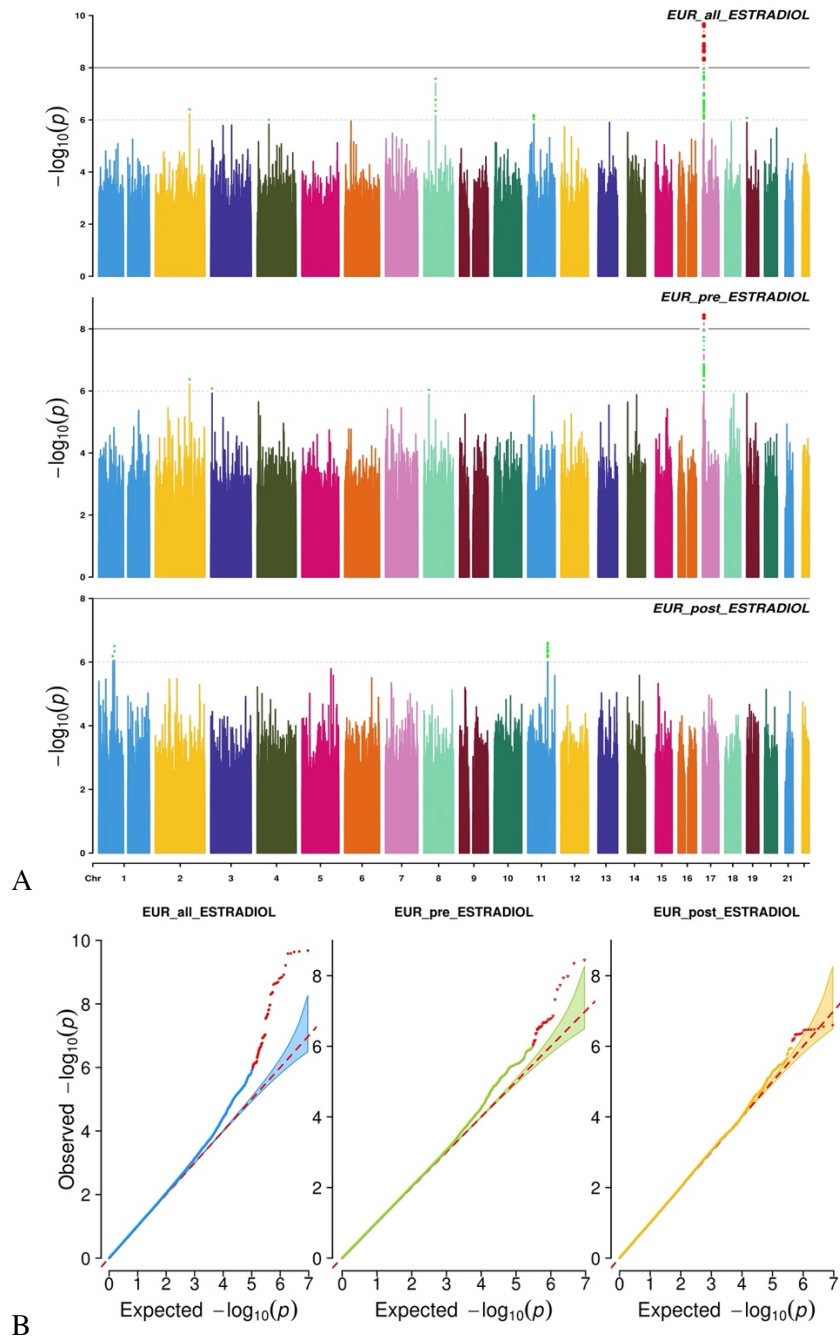 EUR_all_ESTRADIOL
10
8
6
4
2
0
−log10(p)
EUR_pre_ESTRADIOL
8
6
4
2
0
−log10(p)
EUR_post_ESTRADIOL
8
6
4
2
0
−log10(p)
A
Chr 1 2 3 4 5 6 7 8 9 10 11 12 13 14 15 16 17 18 19 21
EUR_all_ESTRADIOL EUR_pre_ESTRADIOL EUR_post_ESTRADIOL
10
8
6
4
2
0
Observed −log10(p)
8
6
4
2
0
8
6
4
2
0
0 1 2 3 4 5 6 7 0 1 2 3 4 5 6 7 0 1 2 3 4 5 6 7
Expected −log10(p) Expected −log10(p) Expected −log10(p)
B